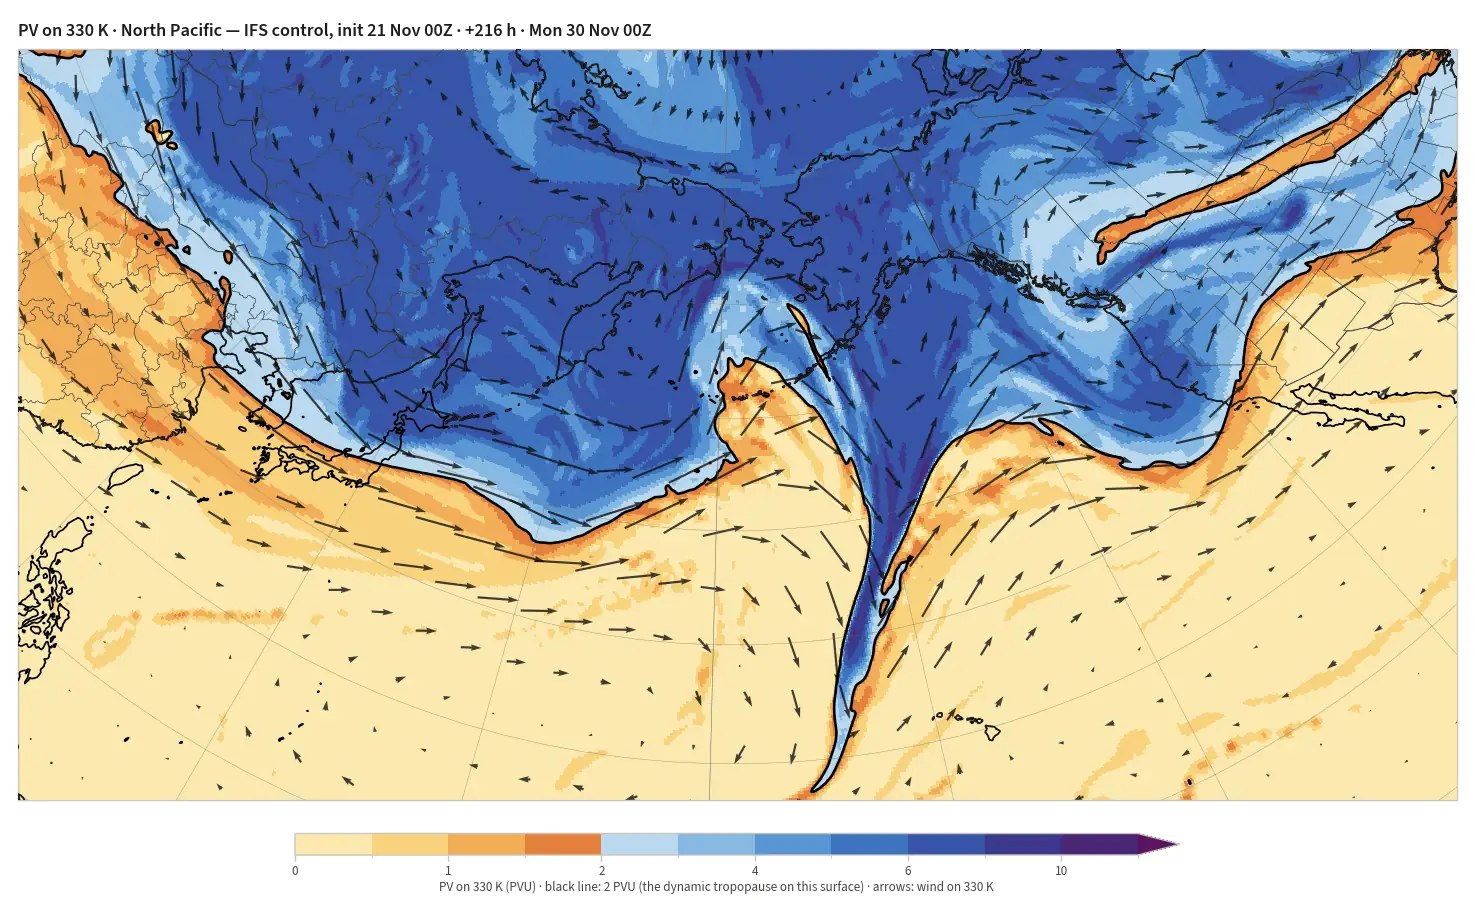 PV on 330 K · North Pacific — IFS control, init 21 Nov 00Z · +216 h · Mon 30 Nov 00Z
0 1 2 4 6 10
PV on 330 K (PVU) · black line: 2 PVU (the dynamic tropopause on this surface) · arrows: wind on 330 K